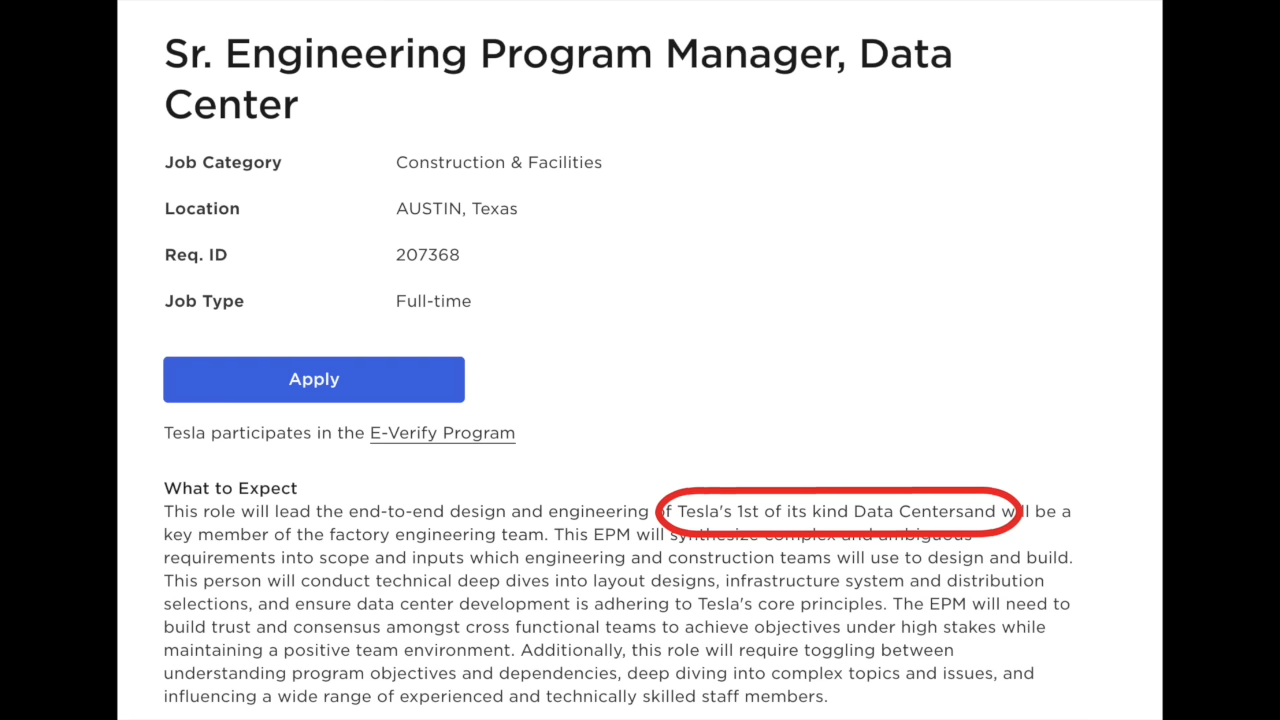 Sr. Engineering Program Manager, Data
Center
Job Category Construction & Facilities
Location AUSTIN, Texas
Req. ID 207368
Job Type Full-time
Apply
Tesla participates in the E-Verify Program
What to Expect
This role will lead the end-to-end design and engineering of Tesla's 1st of its kind Data Centersand will be a
key member of the factory engineering team. This EPM will synthesize complex and ambiguous
requirements into scope and inputs which engineering and construction teams will use to design and build.
This person will conduct technical deep dives into layout designs, infrastructure system and distribution
selections, and ensure data center development is adhering to Tesla's core principles. The EPM will need to
build trust and consensus amongst cross functional teams to achieve objectives under high stakes while
maintaining a positive team environment. Additionally, this role will require toggling between
understanding program objectives and dependencies, deep diving into complex topics and issues, and
influencing a wide range of experienced and technically skilled staff members.